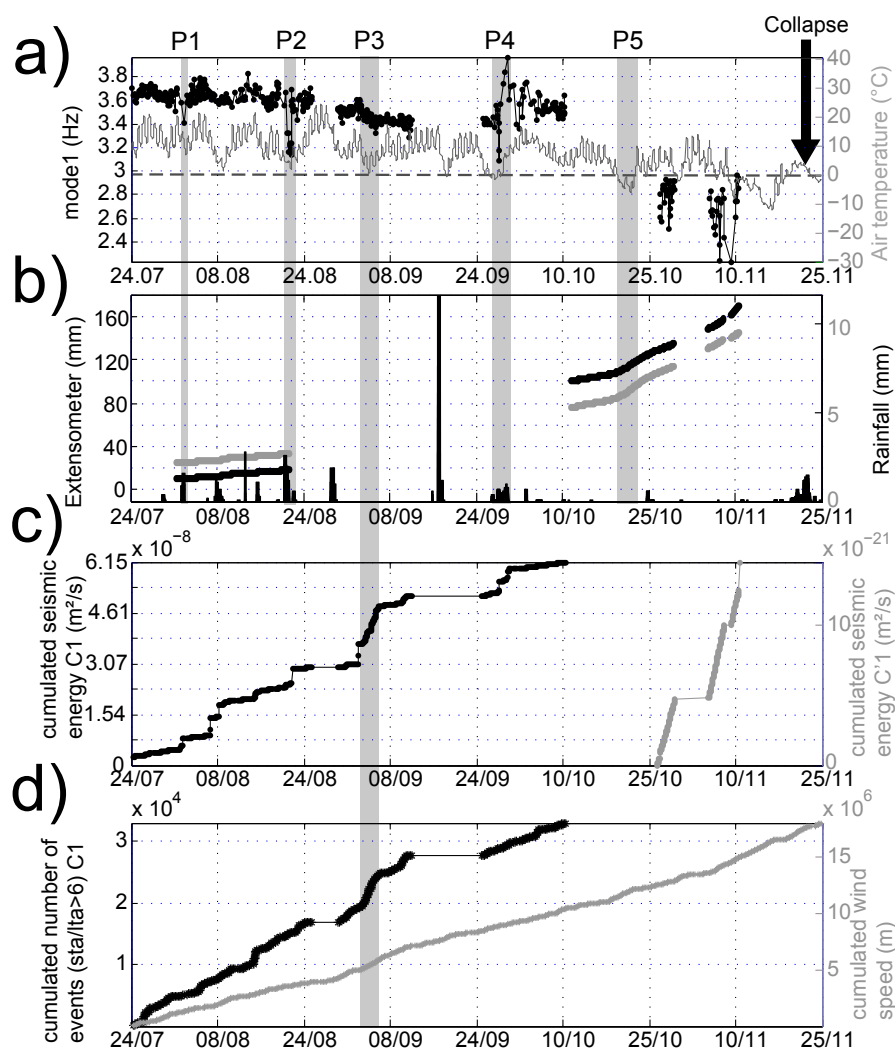 Collapse
a)
P1 P2 P3 P4 P5
3.8
3.6
3.4
3.2
3
2.8
2.6
2.4
mode1 (Hz)
40
30
20
10
0
−10
−20
−30
Air temperature (°C)
24.07 08.08 24.08 08.09 24.09 10.10 25.10 10.11 25.11
b)
160
120
80
40
0
Extensometer (mm)
10
5
0
Rainfall (mm)
24/07 08/08 24/08 08/09 24/09 10/10 25/10 10/11 25/11
c)
x 10⁻⁸
6.15
4.61
3.07
1.54
0
cumulated seismic
energy C1 (m²/s)
x 10⁻²¹
10
0
cumulated seismic
energy C'1 (m²/s)
24/07 08/08 24/08 08/09 24/09 10/10 25/10 10/11 25/11
d)
x 10⁴
3
2
1
cumulated number of
events (sta/lta>6) C1
x 10⁶
15
10
5
cumulated wind
speed (m)
24/07 08/08 24/08 08/09 24/09 10/10 25/10 10/11 25/11